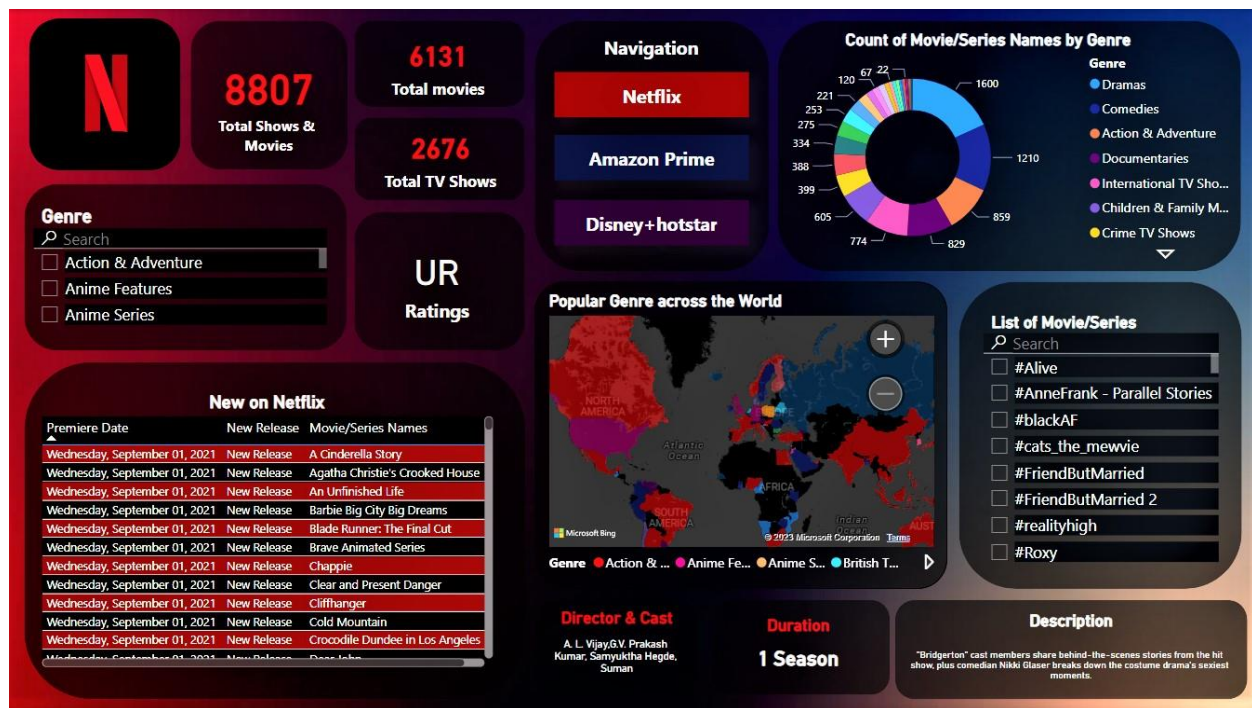 N
8807
Total Shows &
Movies
6131
Total movies
2676
Total TV Shows
Navigation
Netflix
Amazon Prime
Disney+hotstar
Count of Movie/Series Names by Genre
1600
1210
859
829
774
605
399
388
334
275
253
221
120
67
22
Genre
Dramas
Comedies
Action & Adventure
Documentaries
International TV Sho...
Children & Family M...
Crime TV Shows
Genre
Search
Action & Adventure
Anime Features
Anime Series
UR
Ratings
Popular Genre across the World
NORTH
AMERICA
Atlantic
Ocean
AFRICA
SOUTH
AMERICA
Indian
Ocean
AUST
Microsoft Bing
© 2023 Microsoft Corporation Terms
Genre Action & ... Anime Fe... Anime S... British T...
List of Movie/Series
Search
#Alive
#AnneFrank - Parallel Stories
#blackAF
#cats_the_mewvie
#FriendButMarried
#FriendButMarried 2
#realityhigh
#Roxy
New on Netflix
Premiere Date New Release Movie/Series Names
Wednesday, September 01, 2021 New Release A Cinderella Story
Wednesday, September 01, 2021 New Release Agatha Christie's Crooked House
Wednesday, September 01, 2021 New Release An Unfinished Life
Wednesday, September 01, 2021 New Release Barbie Big City Big Dreams
Wednesday, September 01, 2021 New Release Blade Runner: The Final Cut
Wednesday, September 01, 2021 New Release Brave Animated Series
Wednesday, September 01, 2021 New Release Chappie
Wednesday, September 01, 2021 New Release Clear and Present Danger
Wednesday, September 01, 2021 New Release Cliffhanger
Wednesday, September 01, 2021 New Release Cold Mountain
Wednesday, September 01, 2021 New Release Crocodile Dundee in Los Angeles
Director & Cast
A. L. Vijay,G.V. Prakash
Kumar, Samyuktha Hegde,
Suman
Duration
1 Season
Description
"Bridgerton" cast members share behind-the-scenes stories from the hit
show, plus comedian Nikki Glaser breaks down the costume drama's sexiest
moments.